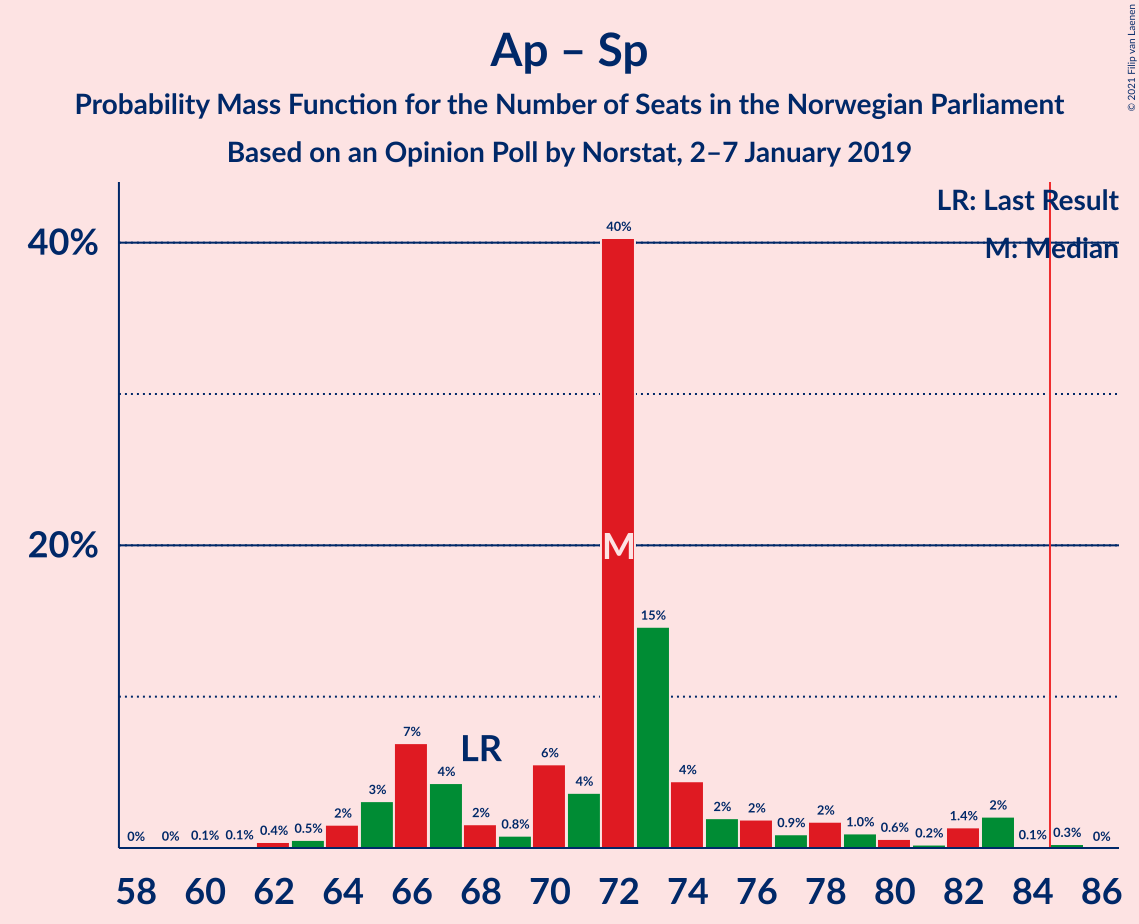 Ap – Sp
Probability Mass Function for the Number of Seats in the Norwegian Parliament
Based on an Opinion Poll by Norstat, 2–7 January 2019
© 2021 Filip van Laenen
LR: Last Result
M: Median
40%
20%
0% 0% 0.1% 0.1% 0.4% 0.5% 2% 3% 7% 4% 2% 0.8% 6% 4% 40% 15% 4% 2% 2% 0.9% 2% 1.0% 0.6% 0.2% 1.4% 2% 0.1% 0.3% 0%
LR
M
58 60 62 64 66 68 70 72 74 76 78 80 82 84 86